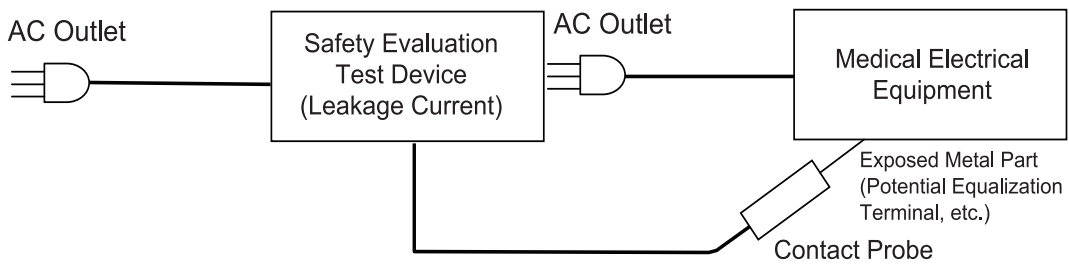 AC Outlet
Safety Evaluation
Test Device
(Leakage Current)
AC Outlet
Medical Electrical
Equipment
Exposed Metal Part
(Potential Equalization
Terminal, etc.)
Contact Probe